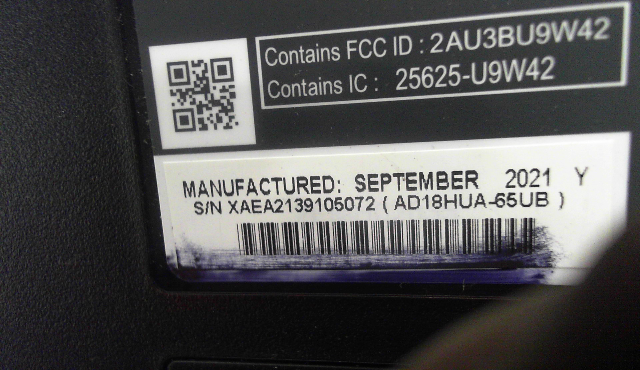 Contains FCC ID : 2AU3BU9W42
Contains IC : 25625-U9W42
MANUFACTURED: SEPTEMBER 2021 Y
S/N XAEA2139105072 ( AD18HUA-65UB )